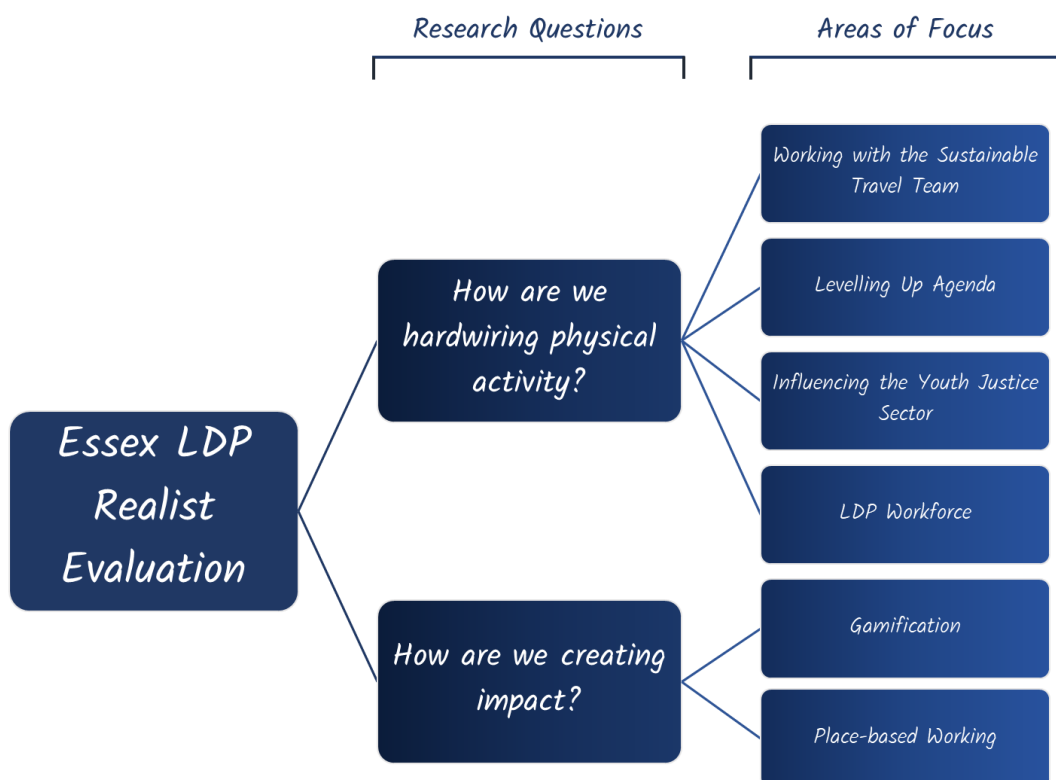 Research Questions
Areas of Focus
Working with the Sustainable
Travel Team
Levelling Up Agenda
How are we
hardwiring physical
activity?
Influencing the Youth Justice
Sector
Essex LDP
Realist
Evaluation
LDP Workforce
Gamification
How are we creating
impact?
Place-based Working